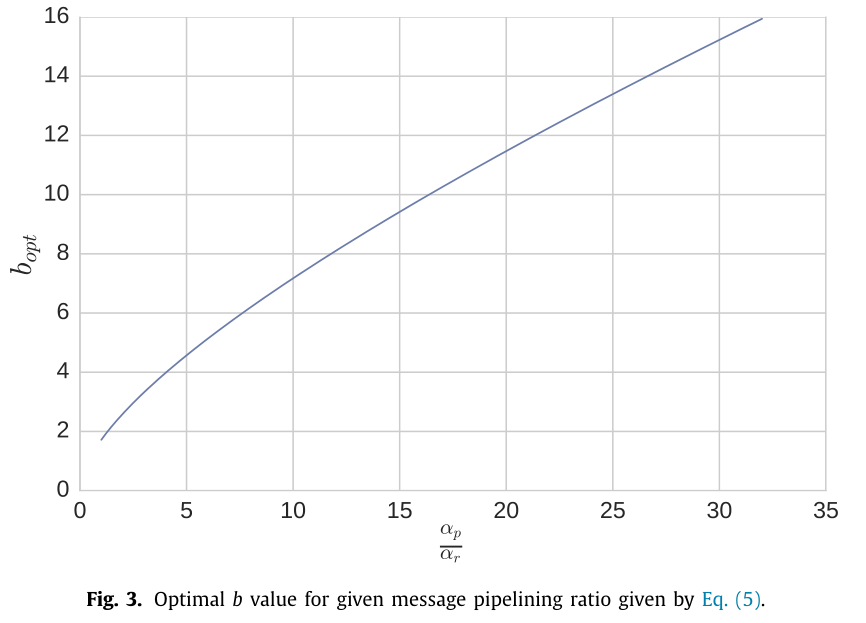 16
14
12
10
8
6
4
2
0
b_opt
0 5 10 15 20 25 30 35
α_p
α_r
Fig. 3. Optimal b value for given message pipelining ratio given by Eq. (5).